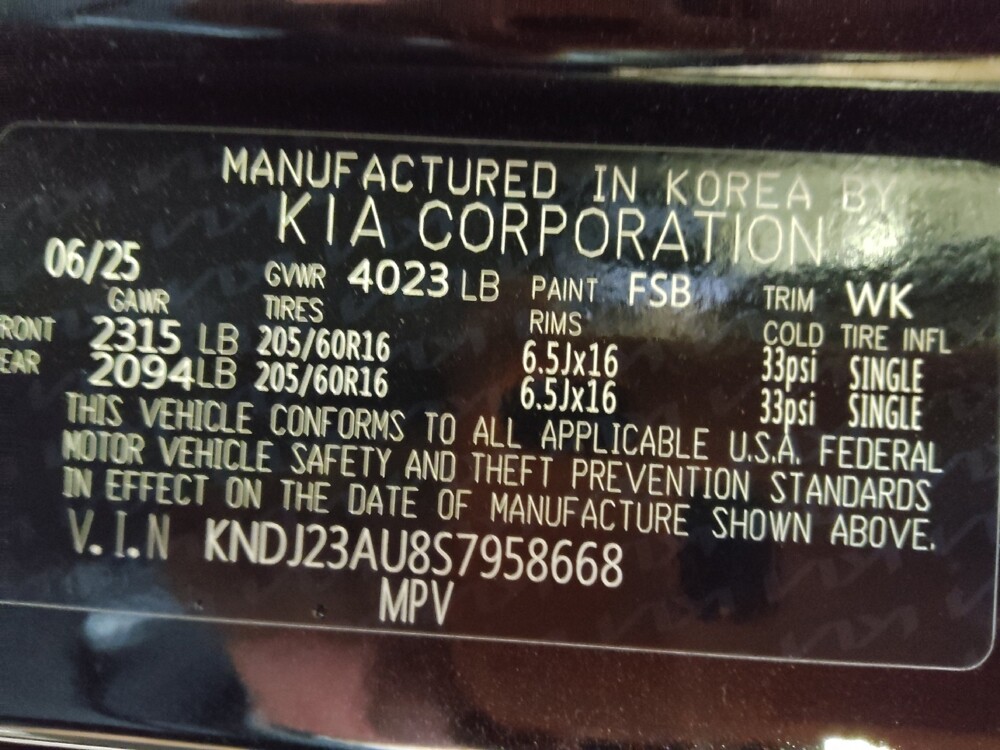 MANUFACTURED IN KOREA BY
KIA CORPORATION
06/25 GVWR 4023 LB PAINT FSB TRIM WK
GAWR TIRES RIMS COLD TIRE INFL
RONT 2315 LB 205/60R16 6.5Jx16 33psi SINGLE
EAR 2094LB 205/60R16 6.5Jx16 33psi SINGLE
THIS VEHICLE CONFORMS TO ALL APPLICABLE U.S.A. FEDERAL
MOTOR VEHICLE SAFETY AND THEFT PREVENTION STANDARDS
IN EFFECT ON THE DATE OF MANUFACTURE SHOWN ABOVE.
V.I.N KNDJ23AU8S7958668
MPV